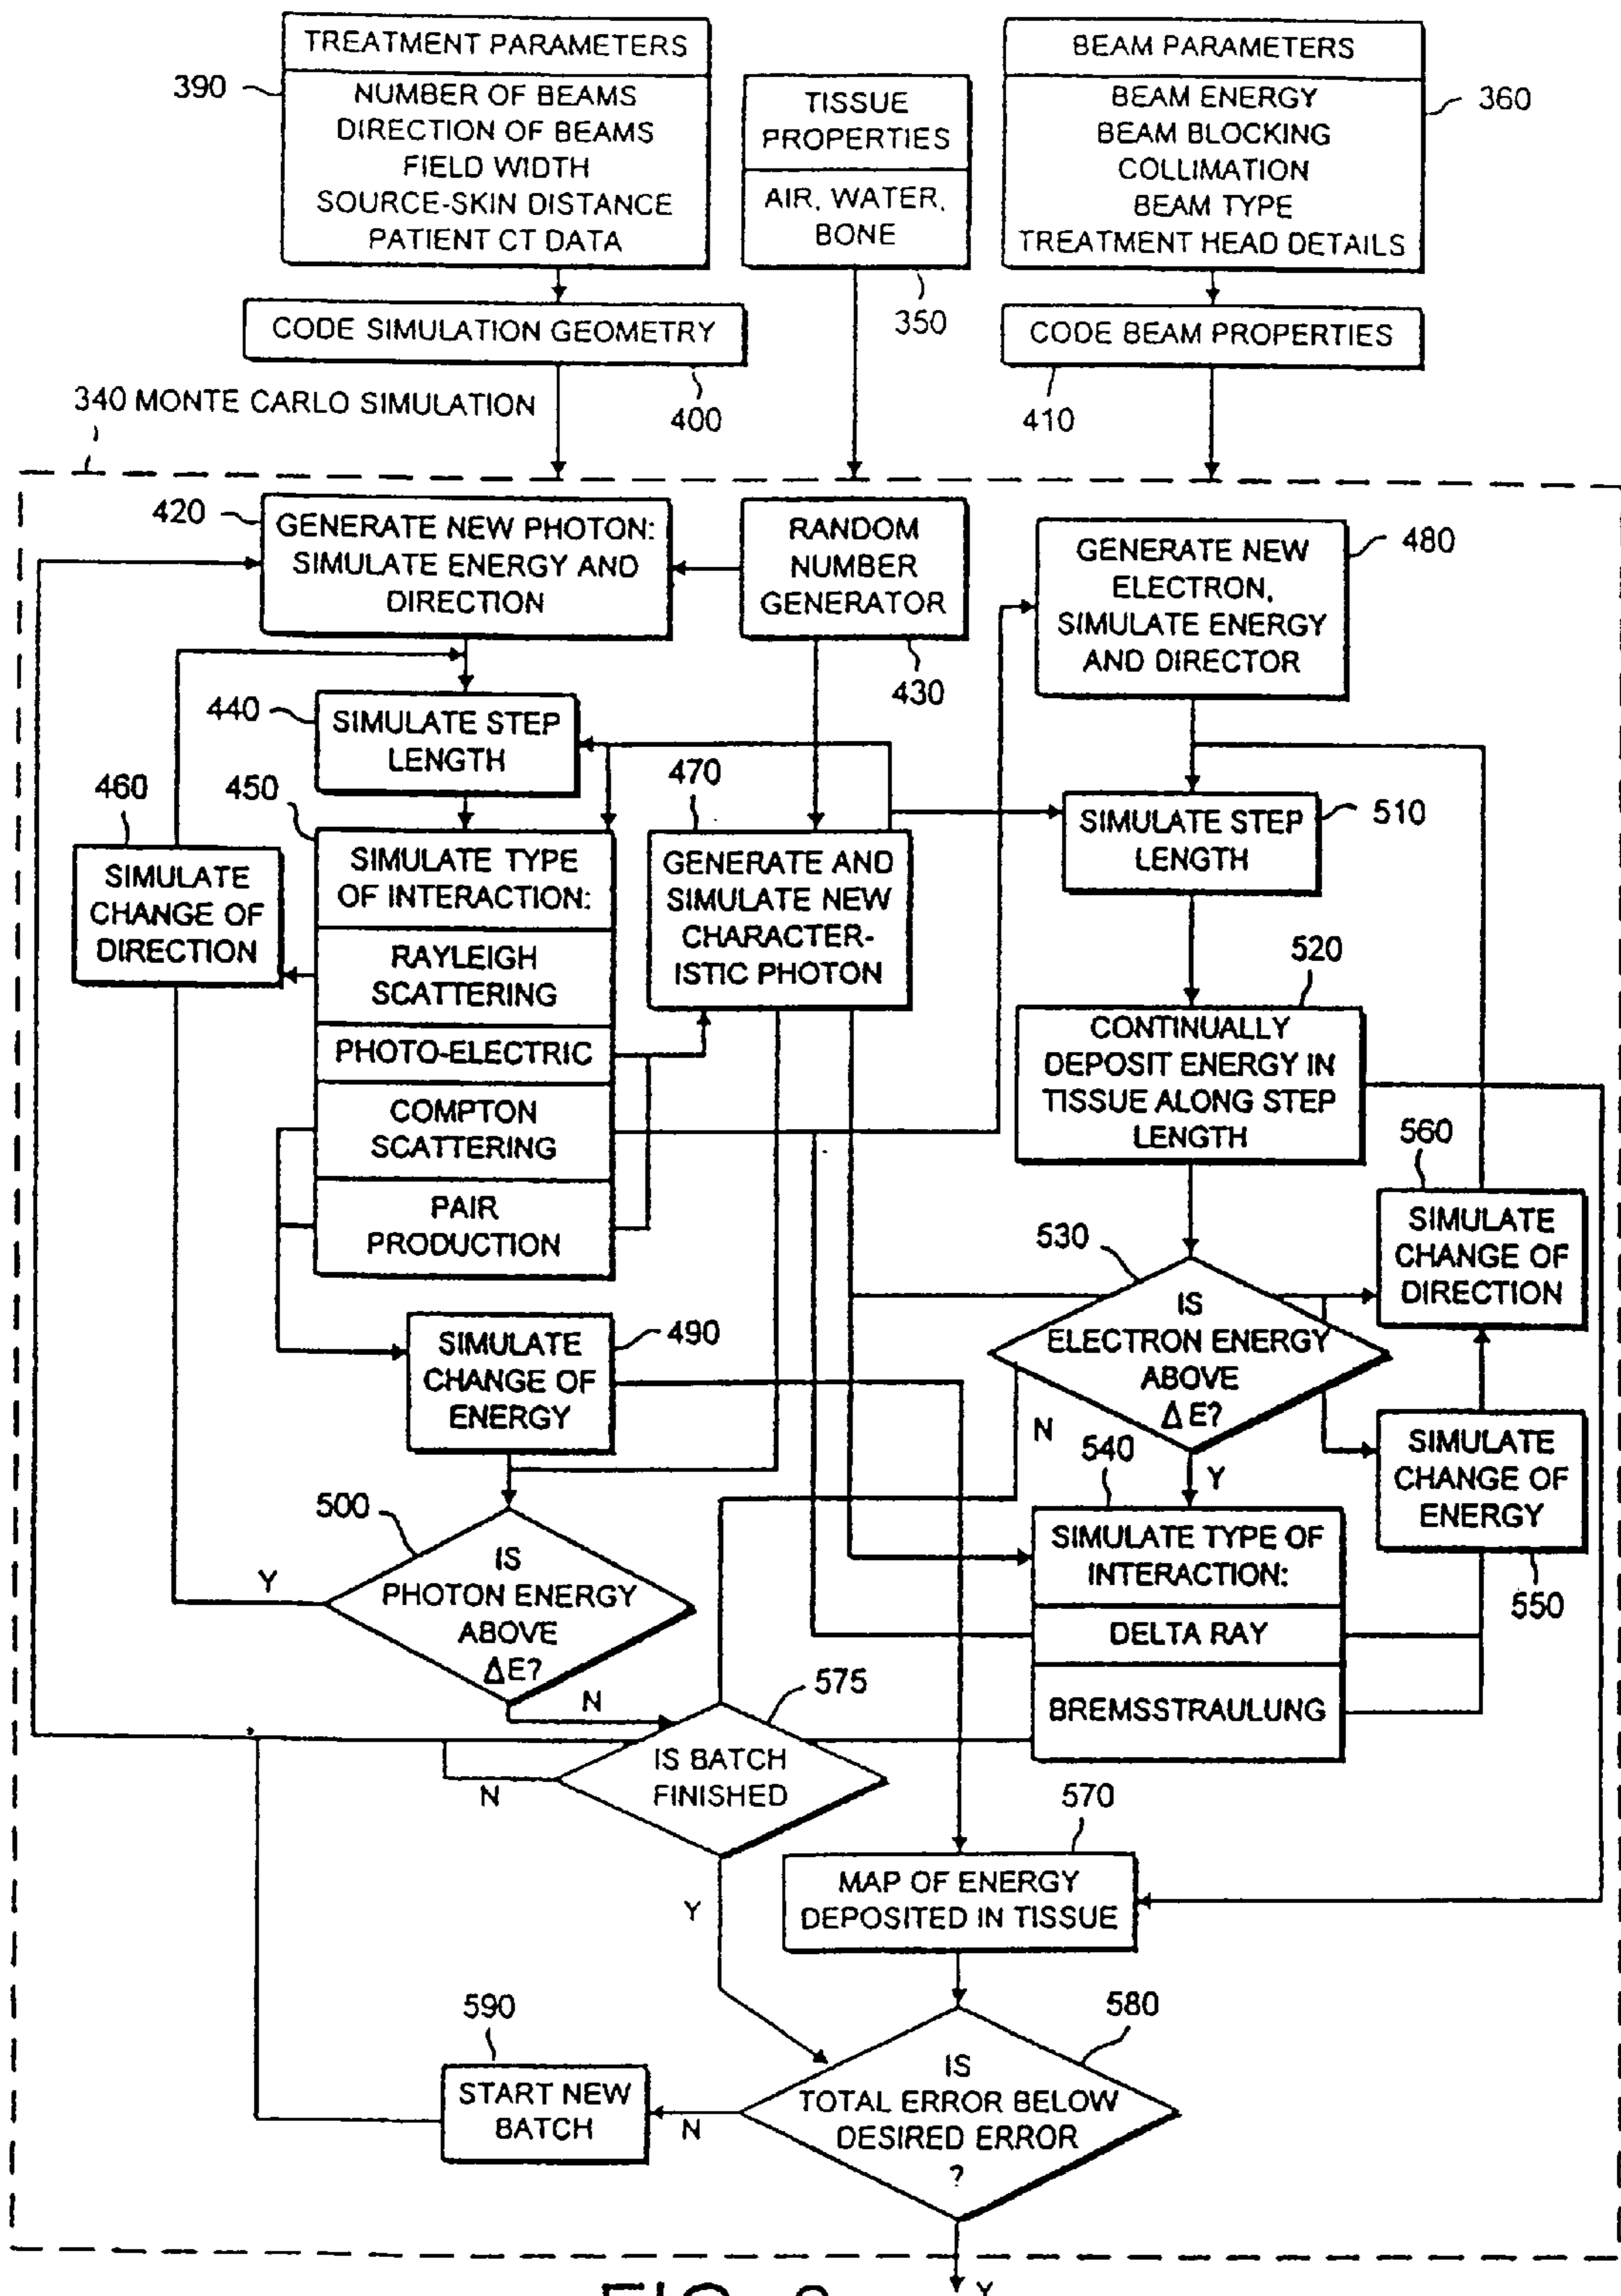 TREATMENT PARAMETERS
390
NUMBER OF BEAMS
DIRECTION OF BEAMS
FIELD WIDTH
SOURCE-SKIN DISTANCE
PATIENT CT DATA
TISSUE
PROPERTIES
AIR, WATER,
BONE
350
BEAM PARAMETERS
BEAM ENERGY
BEAM BLOCKING
COLLIMATION
BEAM TYPE
TREATMENT HEAD DETAILS
360
CODE SIMULATION GEOMETRY
400
CODE BEAM PROPERTIES
410
340 MONTE CARLO SIMULATION
420
GENERATE NEW PHOTON:
SIMULATE ENERGY AND
DIRECTION
RANDOM
NUMBER
GENERATOR
430
GENERATE NEW
ELECTRON,
SIMULATE ENERGY
AND DIRECTOR
480
440
SIMULATE STEP
LENGTH
460
SIMULATE
CHANGE OF
DIRECTION
450
SIMULATE TYPE
OF INTERACTION:
RAYLEIGH
SCATTERING
PHOTO-ELECTRIC
COMPTON
SCATTERING
PAIR
PRODUCTION
470
GENERATE AND
SIMULATE NEW
CHARACTER-
ISTIC PHOTON
SIMULATE STEP
LENGTH
510
520
CONTINUALLY
DEPOSIT ENERGY IN
TISSUE ALONG STEP
LENGTH
560
SIMULATE
CHANGE OF
DIRECTION
530
IS
ELECTRON ENERGY
ABOVE
Δ E?
N
Y
SIMULATE
CHANGE OF
ENERGY
490
SIMULATE
CHANGE OF
ENERGY
550
500
IS
PHOTON ENERGY
ABOVE
Δ E?
Y
N
540
SIMULATE TYPE OF
INTERACTION:
DELTA RAY
BREMSSTRAULUNG
575
IS BATCH
FINISHED
N
Y
570
MAP OF ENERGY
DEPOSITED IN TISSUE
590
START NEW
BATCH
N
580
IS
TOTAL ERROR BELOW
DESIRED ERROR
?
Y